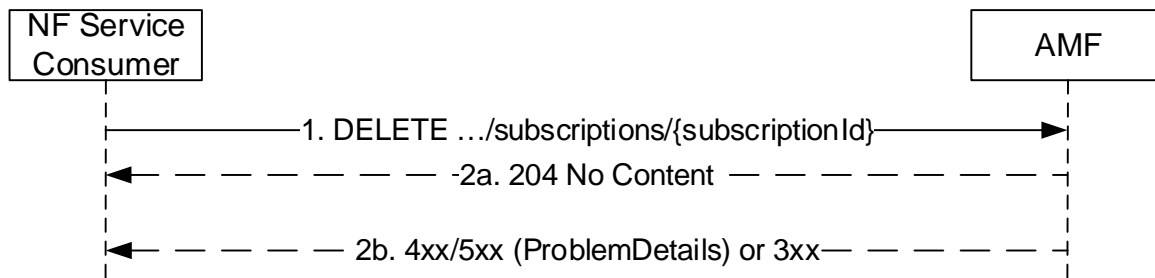 NF Service
Consumer
AMF
1. DELETE …/subscriptions/{subscriptionId}
2a. 204 No Content
2b. 4xx/5xx (ProblemDetails) or 3xx